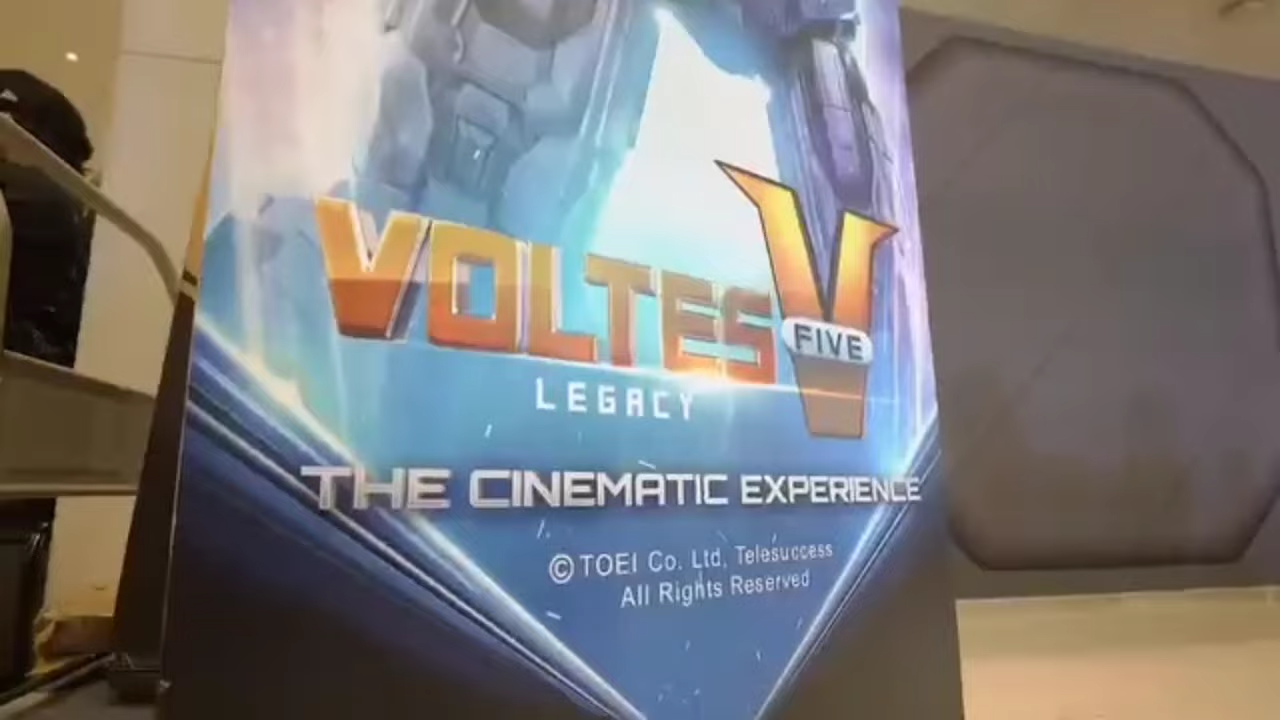 VOLTES V
FIVE
LEGACY
THE CINEMATIC EXPERIENCE
© TOEI Co. Ltd, Telesuccess
All Rights Reserved